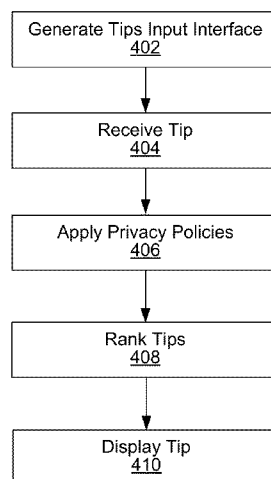 Generate Tips Input Interface
402
Receive Tip
404
Apply Privacy Policies
406
Rank Tips
408
Display Tip
410